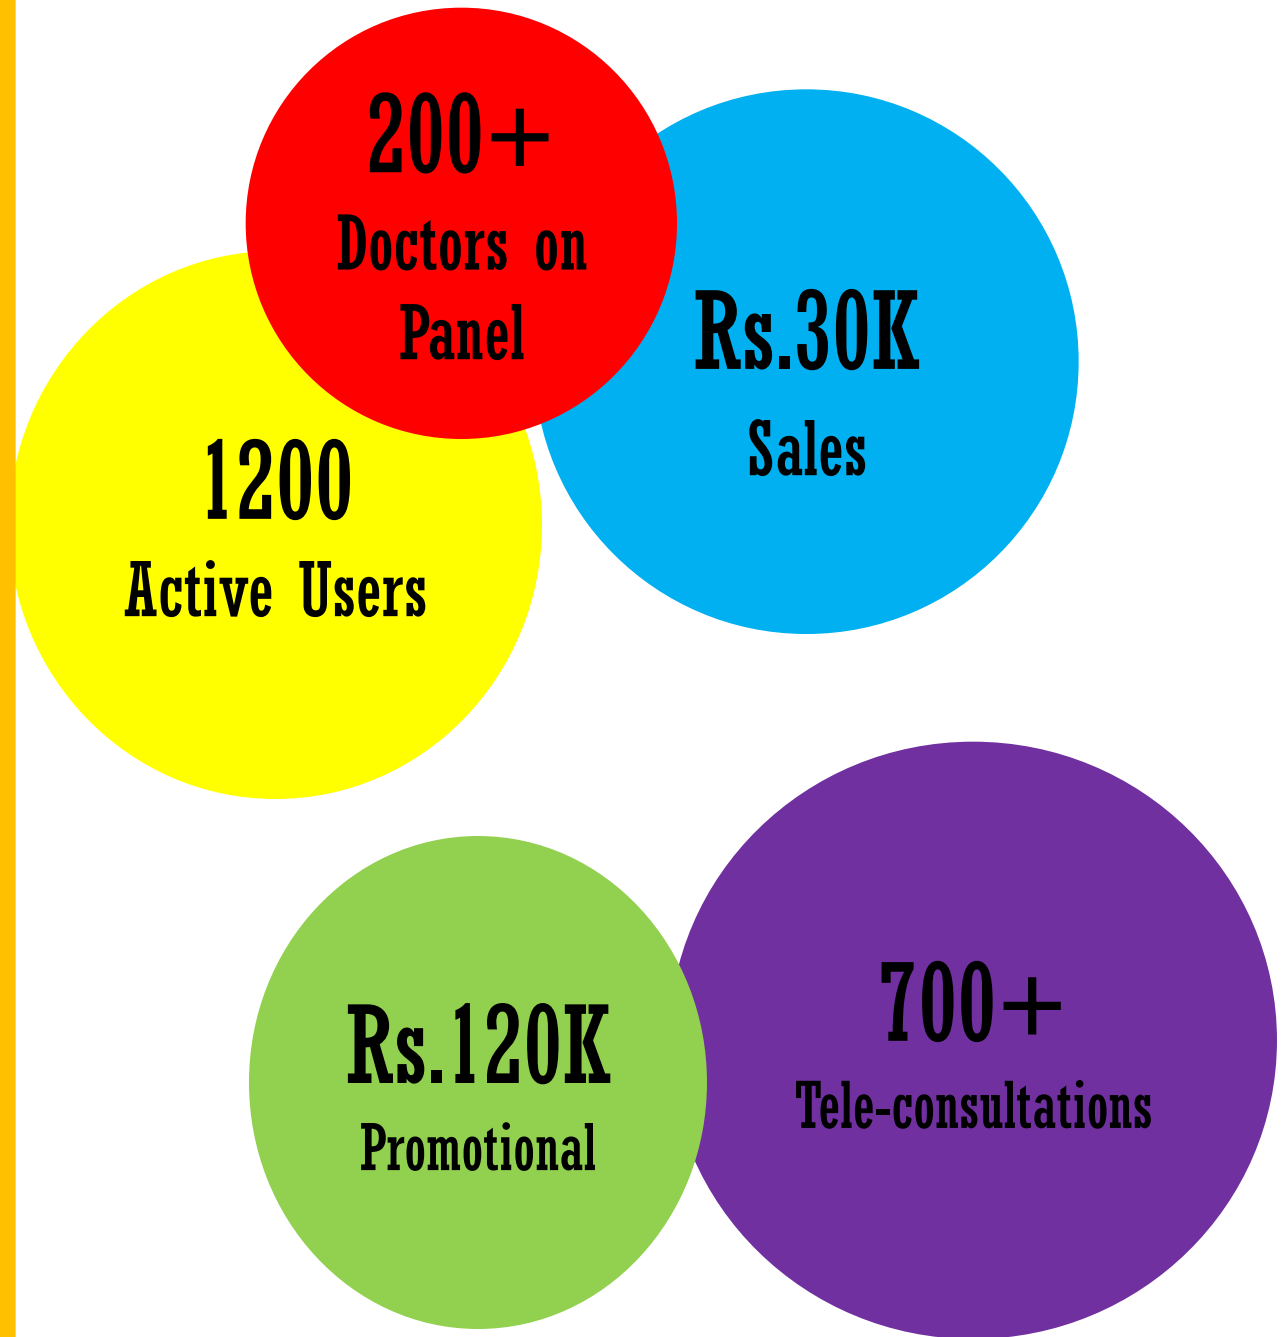 200+
Doctors on
Panel
Rs.30K
Sales
1200
Active Users
Rs.120K
Promotional
700+
Tele-consultations